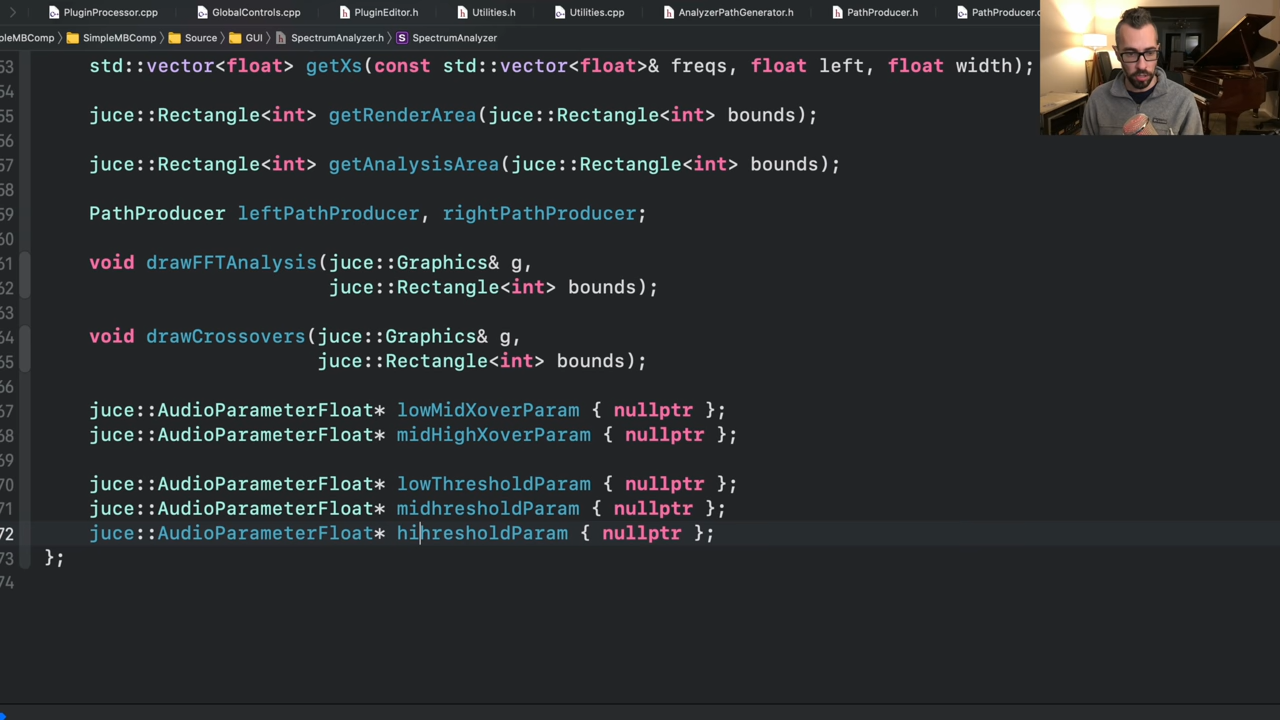 PluginProcessor.cpp GlobalControls.cpp PluginEditor.h Utilities.h Utilities.cpp AnalyzerPathGenerator.h PathProducer.h PathProducer.c
leMBComp SimpleMBComp Source GUI SpectrumAnalyzer.h S SpectrumAnalyzer
53 std::vector<float> getXs(const std::vector<float>& freqs, float left, float width);
54
55 juce::Rectangle<int> getRenderArea(juce::Rectangle<int> bounds);
56
57 juce::Rectangle<int> getAnalysisArea(juce::Rectangle<int> bounds);
58
59 PathProducer leftPathProducer, rightPathProducer;
60
61 void drawFFTAnalysis(juce::Graphics& g,
62 juce::Rectangle<int> bounds);
63
64 void drawCrossovers(juce::Graphics& g,
65 juce::Rectangle<int> bounds);
66
67 juce::AudioParameterFloat* lowMidXoverParam { nullptr };
68 juce::AudioParameterFloat* midHighXoverParam { nullptr };
69
70 juce::AudioParameterFloat* lowThresholdParam { nullptr };
71 juce::AudioParameterFloat* midhresholdParam { nullptr };
72 juce::AudioParameterFloat* hihresholdParam { nullptr };
73 };
74